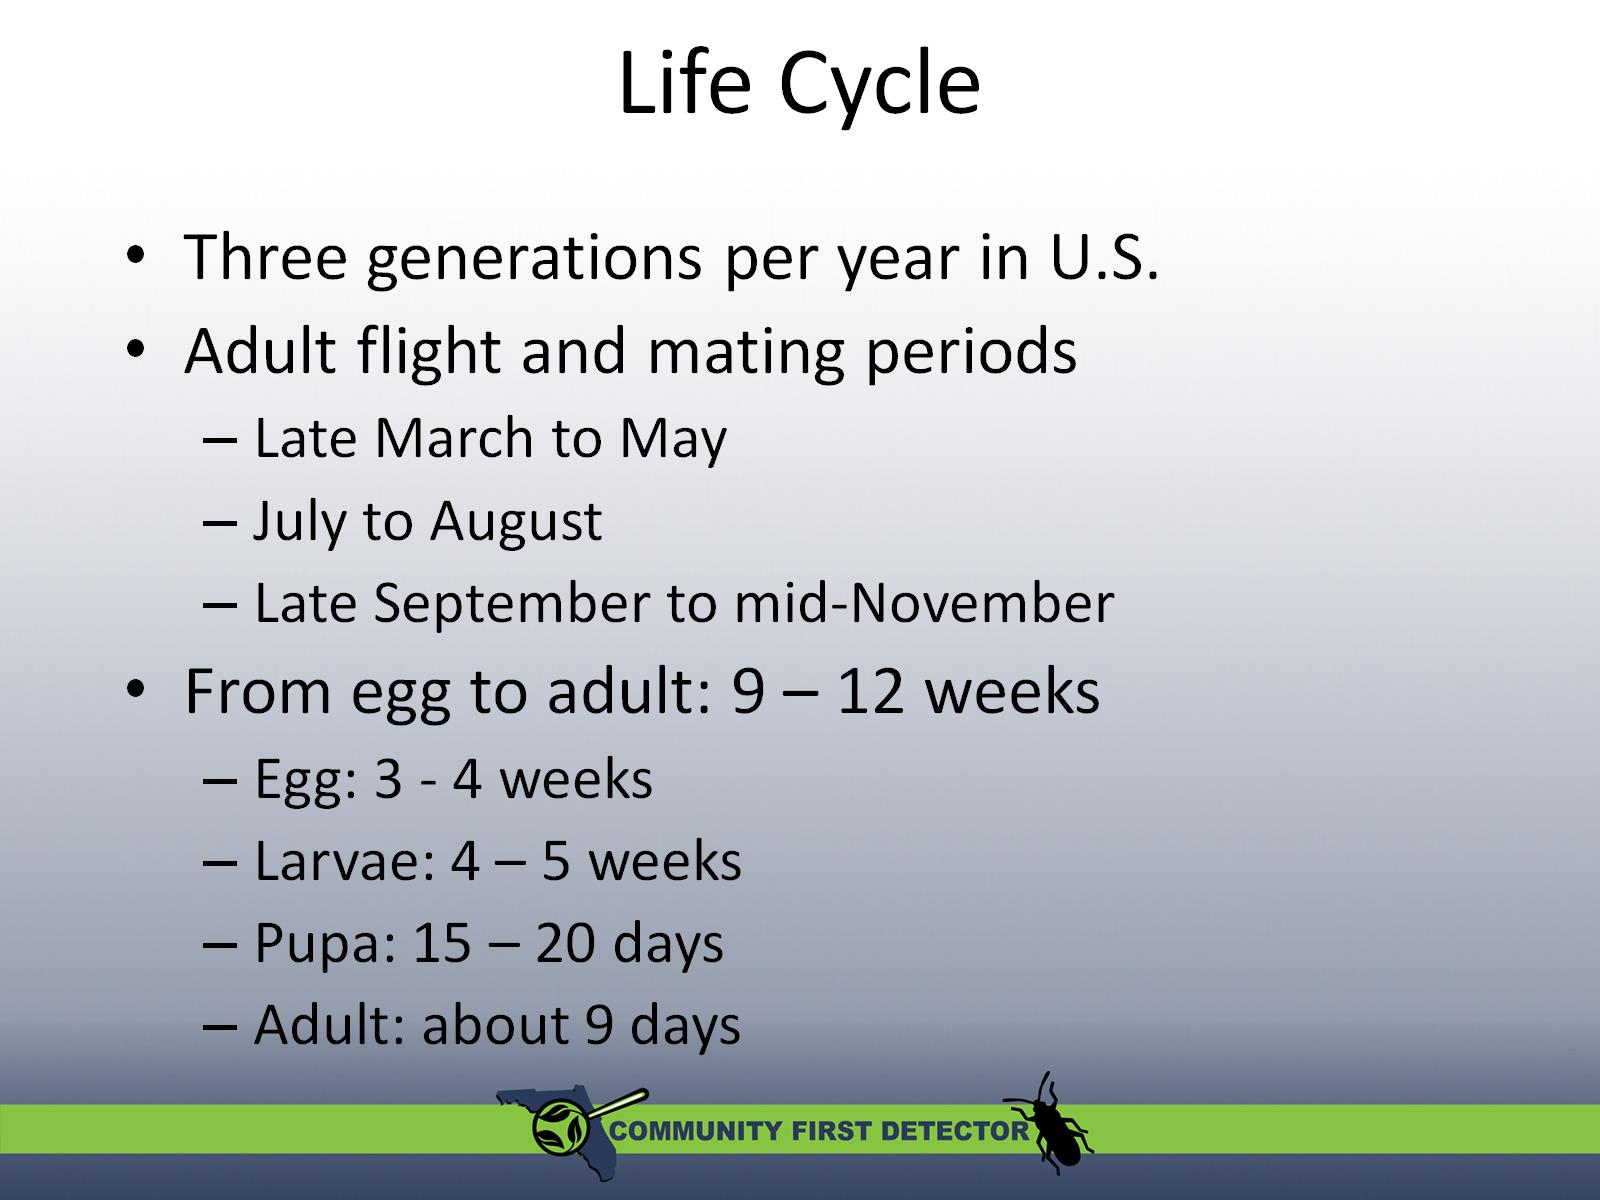 Life Cycle
• Three generations per year in U.S.
• Adult flight and mating periods
– Late March to May
– July to August
– Late September to mid-November
• From egg to adult: 9 – 12 weeks
– Egg: 3 - 4 weeks
– Larvae: 4 – 5 weeks
– Pupa: 15 – 20 days
– Adult: about 9 days
COMMUNITY FIRST DETECTOR